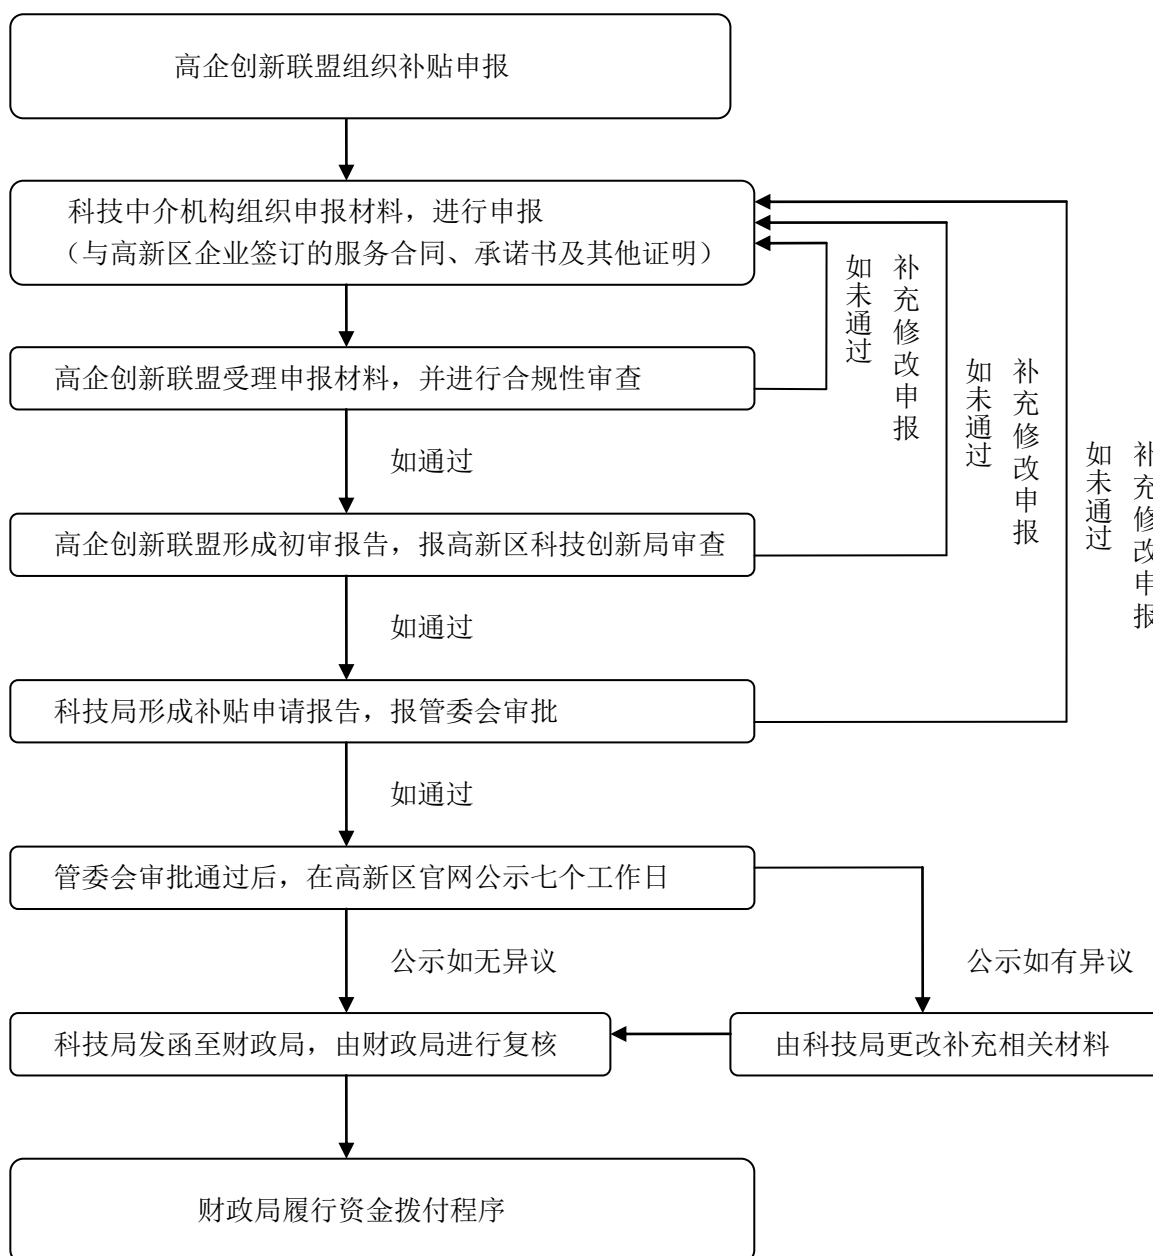 高企创新联盟组织补贴申报
科技中介机构组织申报材料，进行申报
（与高新区企业签订的服务合同、承诺书及其他证明）
如未通过
补充修改申报
高企创新联盟受理申报材料，并进行合规性审查
如未通过
补充修改申报
如通过
如未通过
补充修改申报
高企创新联盟形成初审报告，报高新区科技创新局审查
如通过
科技局形成补贴申请报告，报管委会审批
如通过
管委会审批通过后，在高新区官网公示七个工作日
公示如无异议
公示如有异议
科技局发函至财政局，由财政局进行复核
由科技局更改补充相关材料
财政局履行资金拨付程序